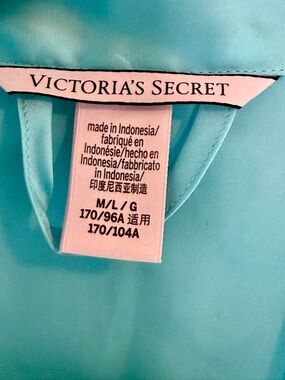 VICTORIA'S SECRET
made in Indonesia/
fabriqué en
Indonésie/hecho en
Indonesia/fabbricato
in Indonesia/
印度尼西亚制造
M/L/G
170/96A 适用
170/104A